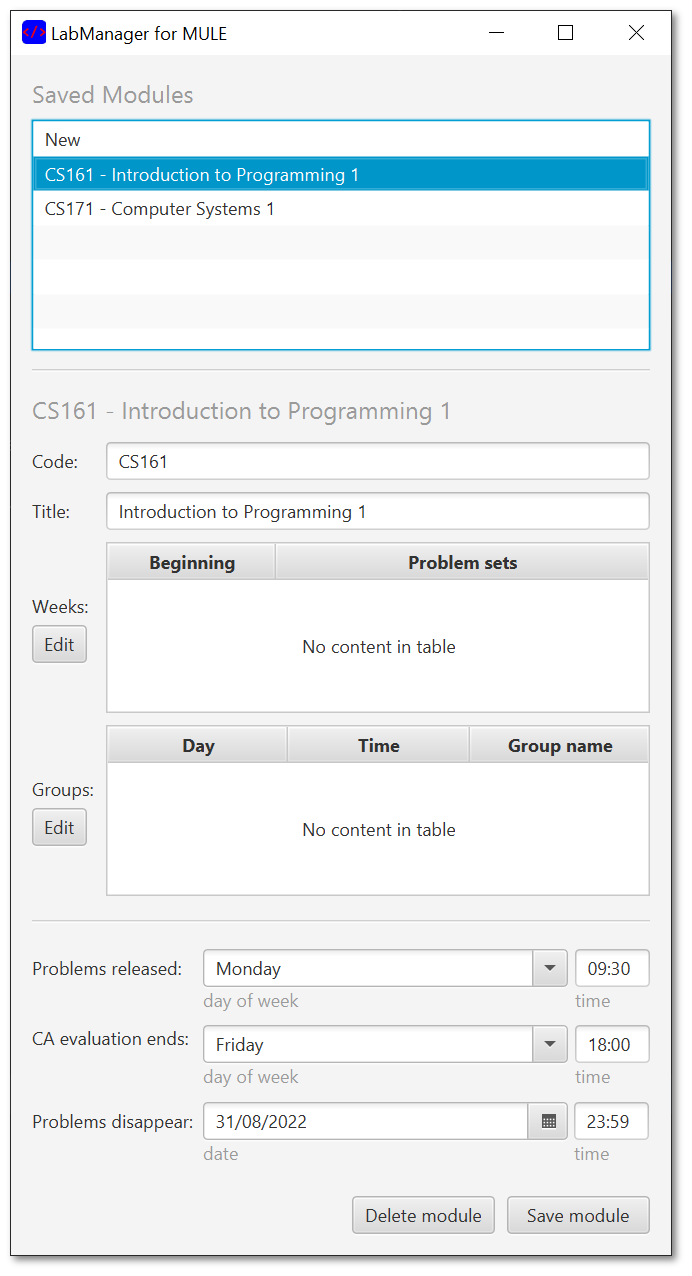 </> LabManager for MULE
Saved Modules
New
CS161 - Introduction to Programming 1
CS171 - Computer Systems 1
CS161 - Introduction to Programming 1
Code: CS161
Title: Introduction to Programming 1
Beginning Problem sets
Weeks:
Edit
No content in table
Day Time Group name
Groups:
Edit
No content in table
Problems released: Monday 09:30
day of week time
CA evaluation ends: Friday 18:00
day of week time
Problems disappear: 31/08/2022 23:59
date time
Delete module Save module